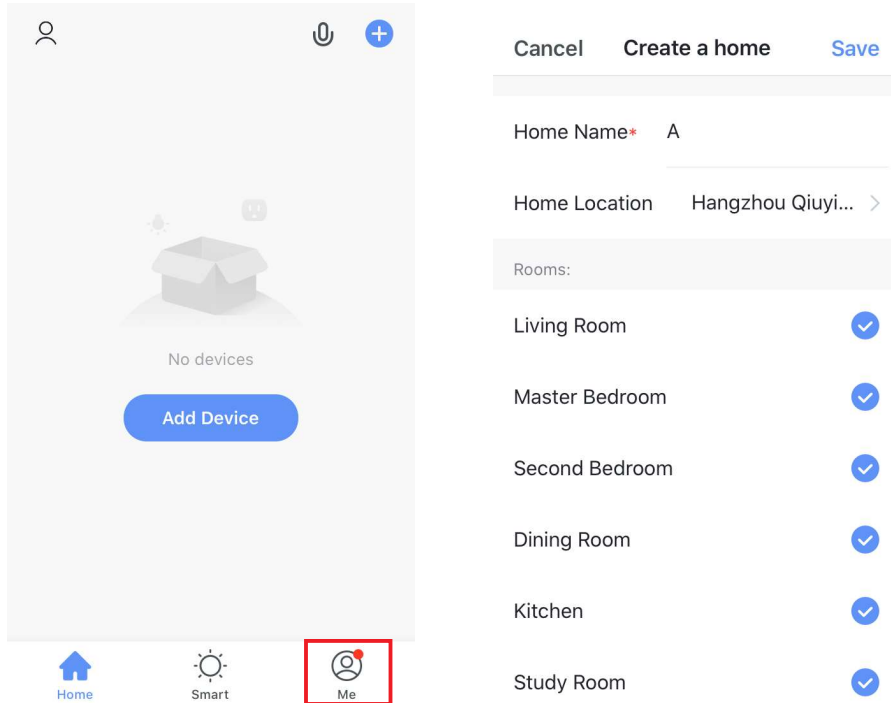 No devices
Add Device
Home
Smart
Me
Cancel
Create a home
Save
Home Name* A
Home Location Hangzhou Qiuyi...
Rooms:
Living Room
Master Bedroom
Second Bedroom
Dining Room
Kitchen
Study Room